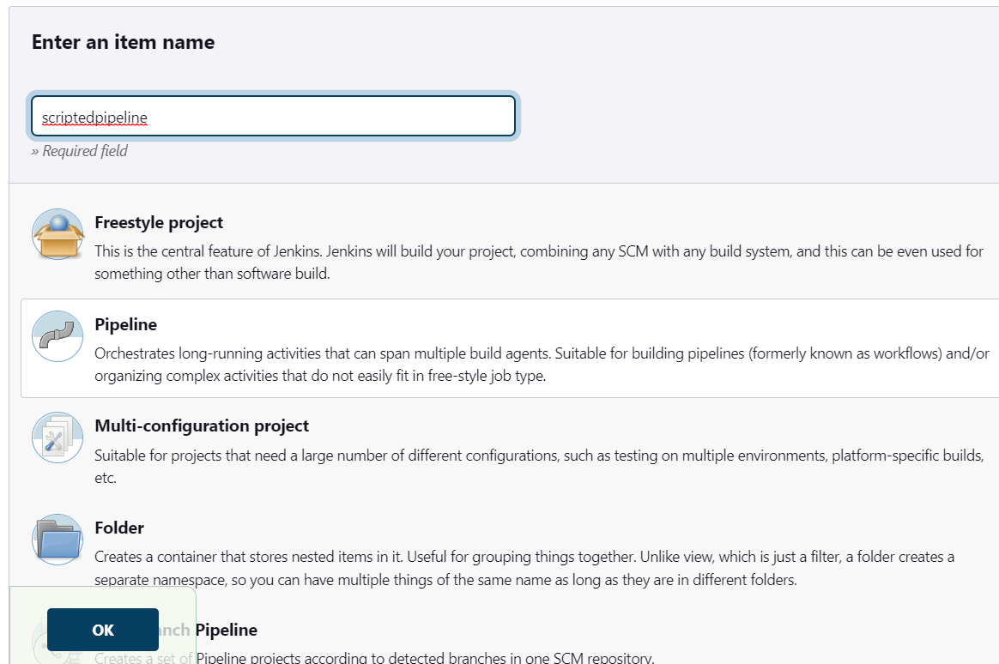 Enter an item name
scriptedpipeline
» Required field
Freestyle project
This is the central feature of Jenkins. Jenkins will build your project, combining any SCM with any build system, and this can be even used for
something other than software build.
Pipeline
Orchestrates long-running activities that can span multiple build agents. Suitable for building pipelines (formerly known as workflows) and/or
organizing complex activities that do not easily fit in free-style job type.
Multi-configuration project
Suitable for projects that need a large number of different configurations, such as testing on multiple environments, platform-specific builds,
etc.
Folder
Creates a container that stores nested items in it. Useful for grouping things together. Unlike view, which is just a filter, a folder creates a
separate namespace, so you can have multiple things of the same name as long as they are in different folders.
OK
anch Pipeline
Creates a set of Pipeline projects according to detected branches in one SCM repository.